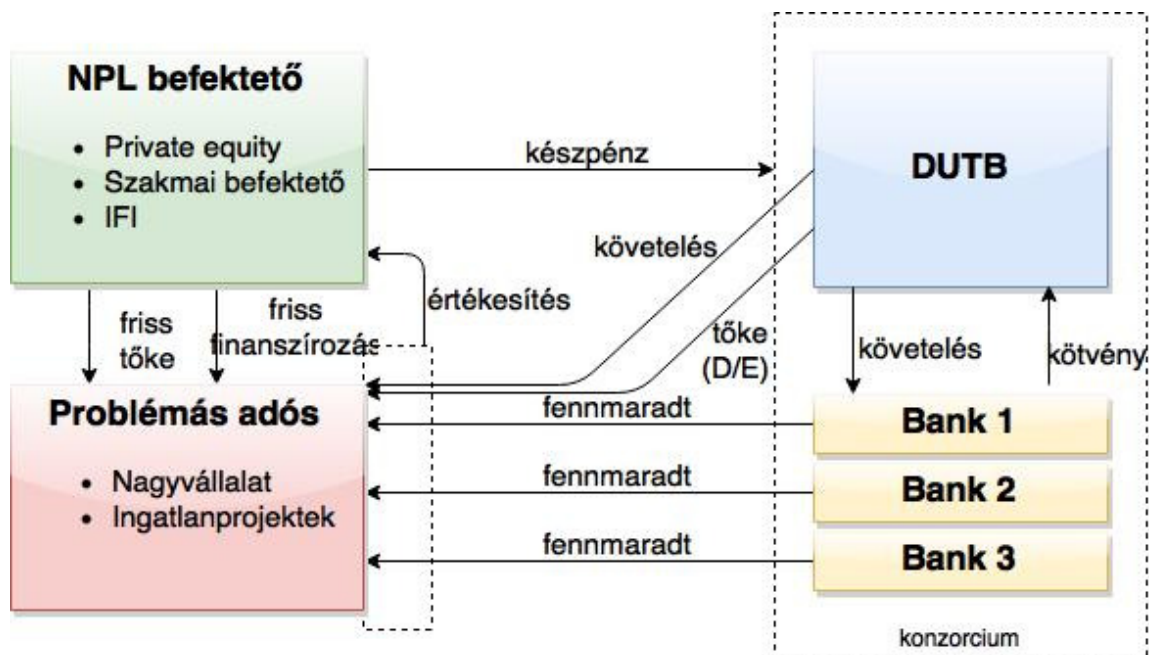 NPL befektető
• Private equity
• Szakmai befektető
• IFI
készpénz
DUTB
követelés
értékesítés
friss
tőke
friss
finanszírozás
tőke
(D/E)
követelés
kötvény
Problémás adós
• Nagyvállalat
• Ingatlanprojektek
fennmaradt
Bank 1
fennmaradt
Bank 2
fennmaradt
Bank 3
konzorcium